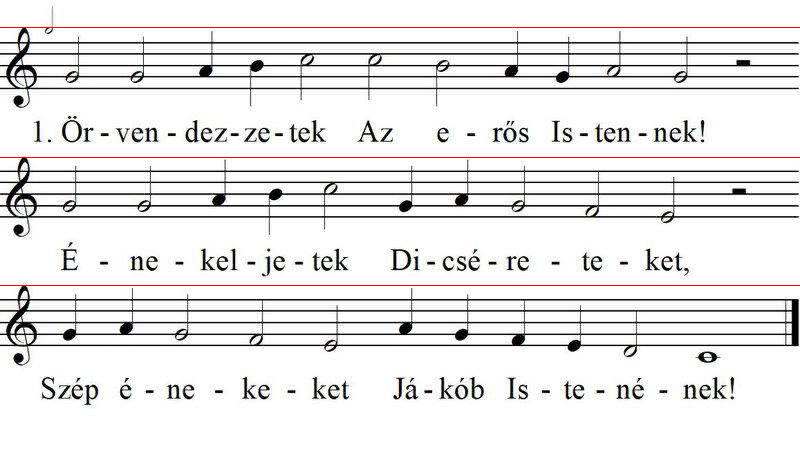 1. Ör - ven - dez-ze - tek Az e - rős Is - ten - nek!
É - ne - kel - je - tek Di - csé - re - te - ket,
Szép é - ne - ke - ket Já - kób Is - te - né - nek!